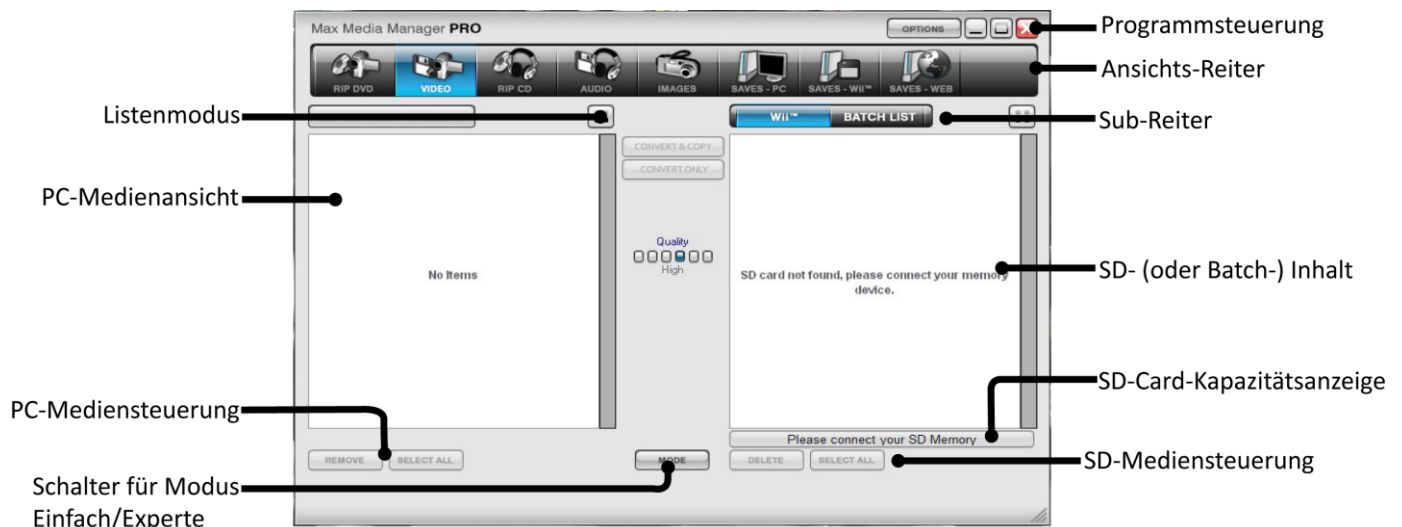 Max Media Manager PRO
OPTIONS
Programmsteuerung
RIP DVD
VIDEO
RIP CD
AUDIO
IMAGES
SAVES - PC
SAVES - Wii™
SAVES - WEB
Ansichts-Reiter
Listenmodus
Wii™
BATCH LIST
Sub-Reiter
CONVERT & COPY
CONVERT ONLY
PC-Medienansicht
Quality
High
No Items
SD card not found, please connect your memory
device.
SD- (oder Batch-) Inhalt
SD-Card-Kapazitätsanzeige
PC-Mediensteuerung
Please connect your SD Memory
REMOVE
SELECT ALL
MODE
DELETE
SELECT ALL
SD-Mediensteuerung
Schalter für Modus
Einfach/Experte